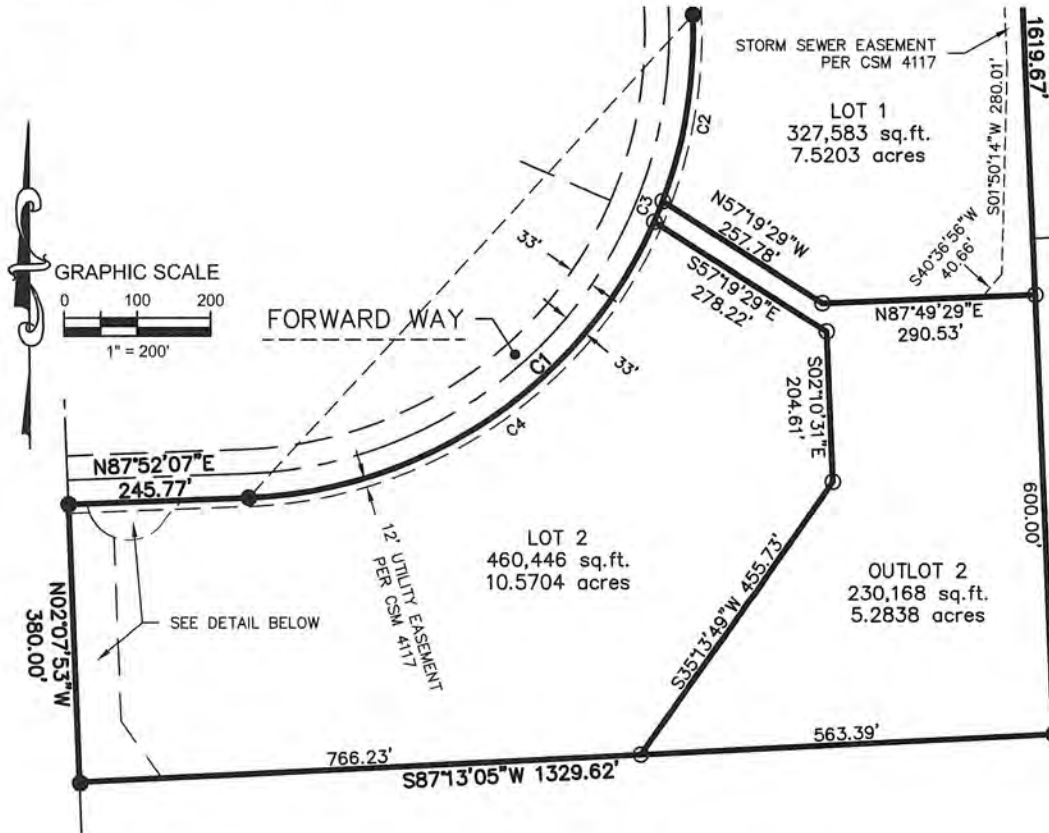 STORM SEWER EASEMENT
PER CSM 4117
1619.67'
LOT 1
327,583 sq.ft.
7.5203 acres
S01°50'14"W 280.01'
C2
C3
N57°19'29"W
257.78'
S57°19'29"E
278.22'
S40°36'56"W
40.66'
N87°49'29"E
290.53'
GRAPHIC SCALE
0 100 200
1" = 200'
FORWARD WAY
33'
33'
C1
C4
S02°10'31"E
204.61'
N87°52'07"E
245.77'
600.00'
12' UTILITY EASEMENT
PER CSM 4117
LOT 2
460,446 sq.ft.
10.5704 acres
S35°13'49"W 455.73'
OUTLOT 2
230,168 sq.ft.
5.2838 acres
SEE DETAIL BELOW
N02°07'53"W
380.00'
766.23'
563.39'
S87°13'05"W 1329.62'